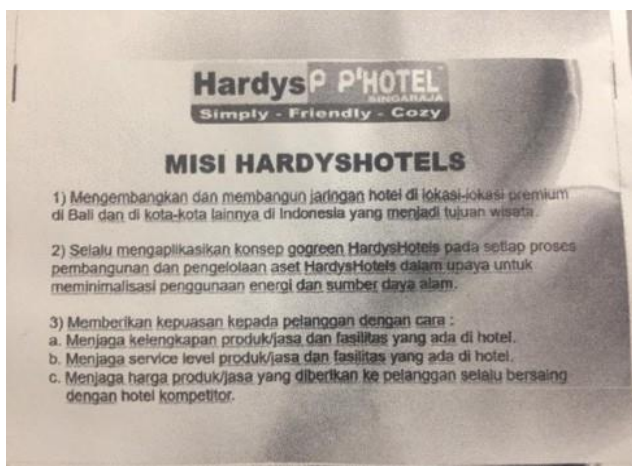 Hardys P P'HOTEL
SINGARAJA
Simply - Friendly - Cozy
MISI HARDYSHOTELS
1) Mengembangkan dan membangun jaringan hotel di lokasi-lokasi premium
di Bali dan di kota-kota lainnya di Indonesia yang menjadi tujuan wisata.
2) Selalu mengaplikasikan konsep gogreen HardysHotels pada setiap proses
pembangunan dan pengelolaan aset HardysHotels dalam upaya untuk
meminimalisasi penggunaan energi dan sumber daya alam.
3) Memberikan kepuasan kepada pelanggan dengan cara :
a. Menjaga kelengkapan produk/jasa dan fasilitas yang ada di hotel.
b. Menjaga service level produk/jasa dan fasilitas yang ada di hotel.
c. Menjaga harga produk/jasa yang diberikan ke pelanggan selalu bersaing
dengan hotel kompetitor.